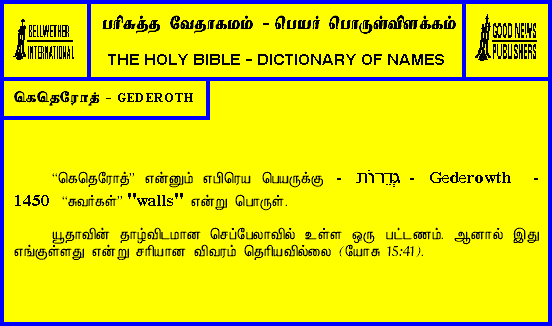 BELLWETHER
INTERNATIONAL
பரிசுத்த வேதாகமம் - பெயர் பொருள்விளக்கம்
THE HOLY BIBLE - DICTIONARY OF NAMES
GOOD NEWS
PUBLISHERS
கெதெரோத் - GEDEROTH
“கெதெரோத்” என்னும் எபிரெய பெயருக்கு - גְּדֵרוֹת - Gederowth -
1450 “சுவர்கள்” "walls" என்று பொருள்.
யூதாவின் தாழ்விடமான செப்பேலாவில் உள்ள ஒரு பட்டணம். ஆனால் இது
எங்குள்ளது என்று சரியான விவரம் தெரியவில்லை (யோசு 15:41).